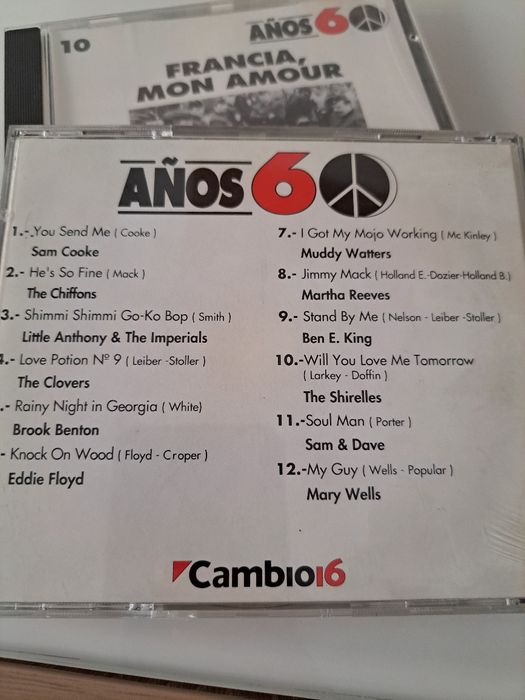 10
AÑOS 60
FRANCIA,
MON AMOUR
AÑOS 60
1.-You Send Me ( Cooke )
Sam Cooke
2.- He's So Fine ( Mack )
The Chiffons
3.- Shimmi Shimmi Go-Ko Bop ( Smith )
Little Anthony & The Imperials
4.- Love Potion Nº 9 ( Leiber -Stoller )
The Clovers
.- Rainy Night in Georgia ( White)
Brook Benton
- Knock On Wood ( Floyd - Croper )
Eddie Floyd
7.- I Got My Mojo Working ( Mc Kinley )
Muddy Watters
8.- Jimmy Mack ( Holland E.-Dozier-Holland B.)
Martha Reeves
9.- Stand By Me ( Nelson - Leiber -Stoller )
Ben E. King
10.-Will You Love Me Tomorrow
( Larkey - Doffin )
The Shirelles
11.-Soul Man ( Porter )
Sam & Dave
12.-My Guy ( Wells - Popular )
Mary Wells
Cambio16